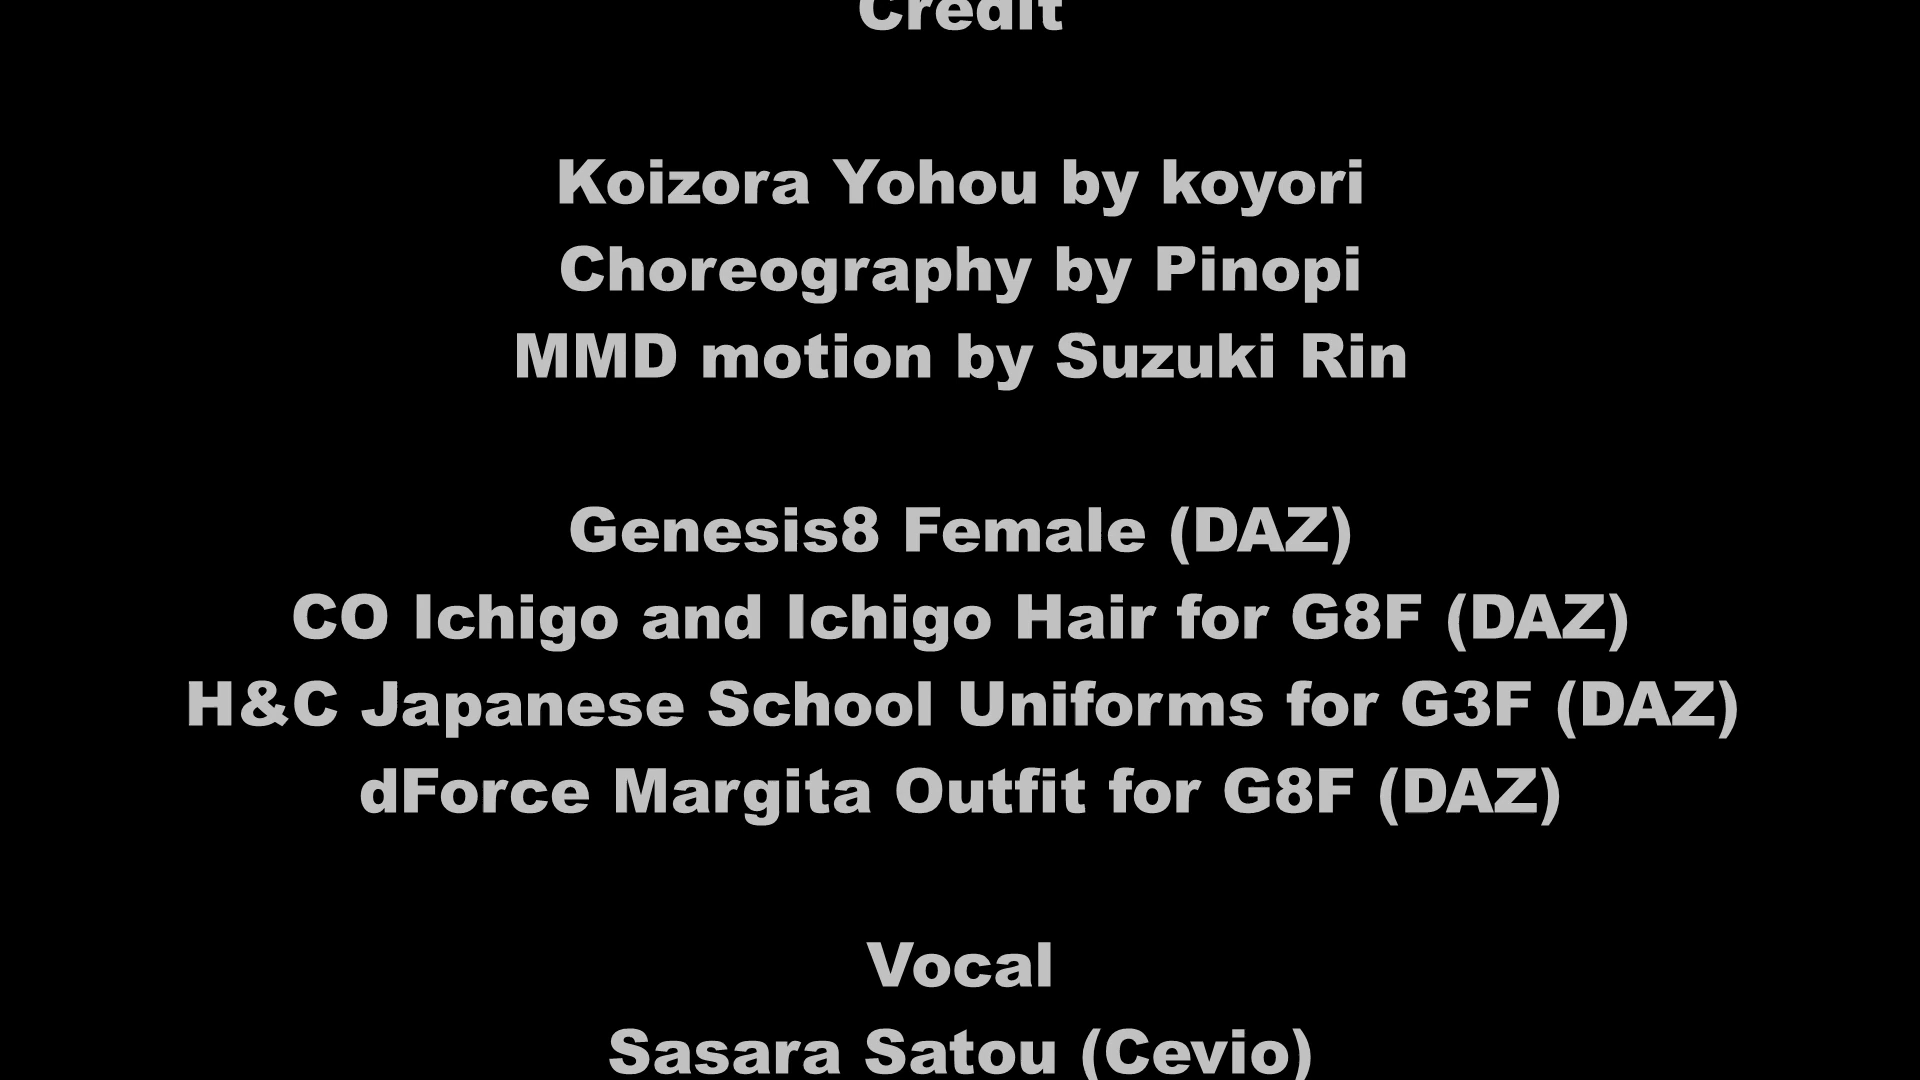 Credit
Koizora Yohou by koyori
Choreography by Pinopi
MMD motion by Suzuki Rin
Genesis8 Female (DAZ)
CO Ichigo and Ichigo Hair for G8F (DAZ)
H&C Japanese School Uniforms for G3F (DAZ)
dForce Margita Outfit for G8F (DAZ)
Vocal
Sasara Satou (Cevio)